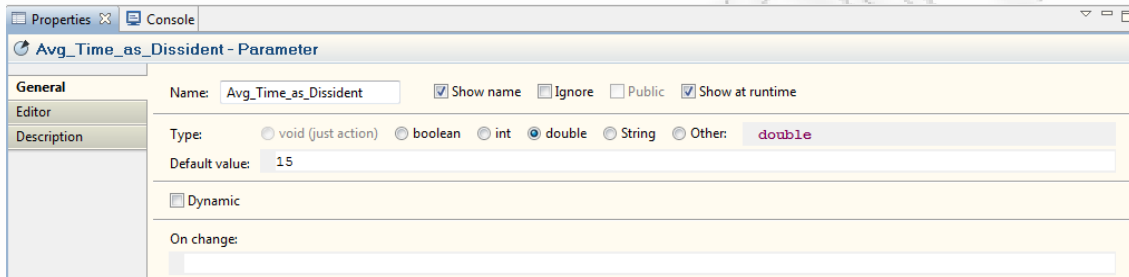 Properties Console
Avg_Time_as_Dissident - Parameter
General
Editor
Description
Name: Avg_Time_as_Dissident Show name Ignore Public Show at runtime
Type: void (just action) boolean int double String Other: double
Default value: 15
Dynamic
On change: